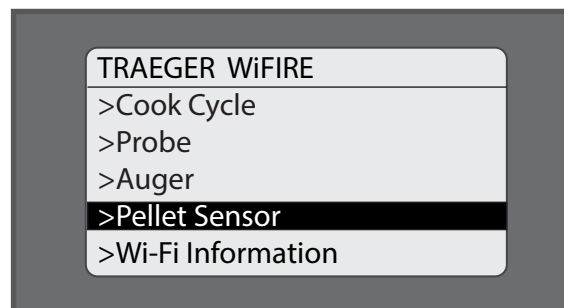 TRAEGER WiFIRE
>Cook Cycle
>Probe
>Auger
>Pellet Sensor
>Wi-Fi Information